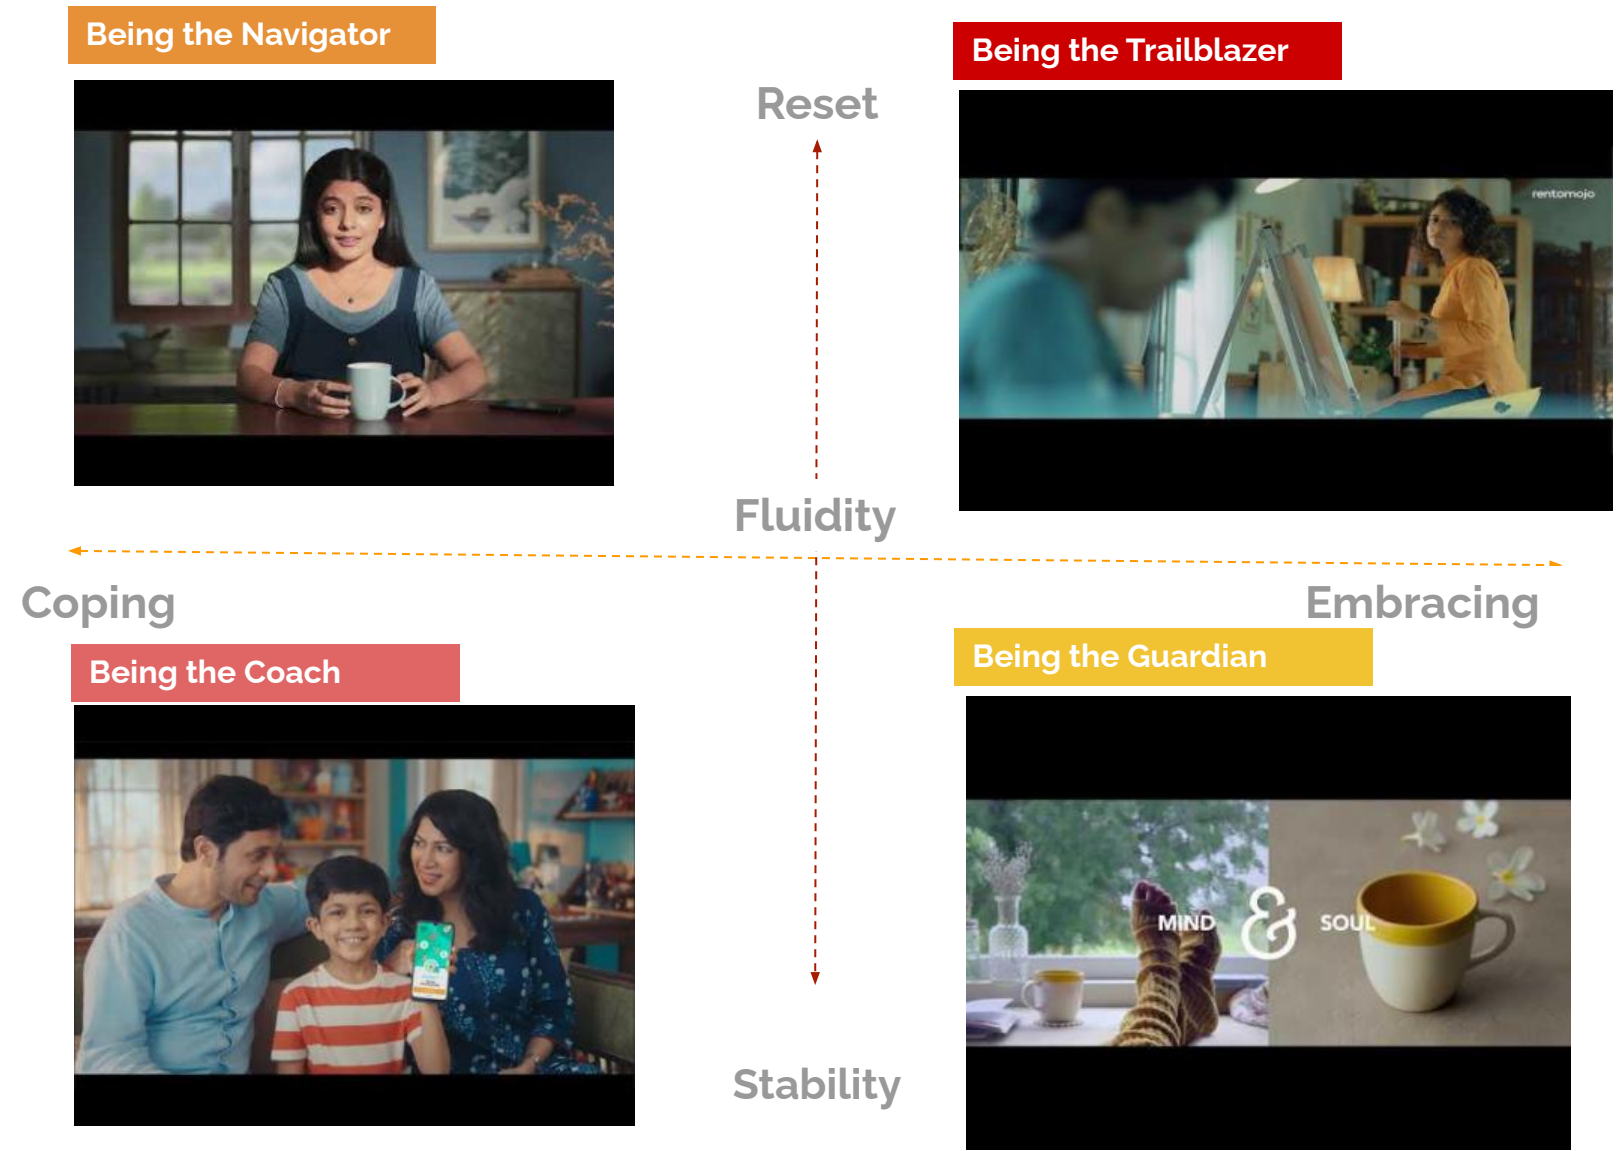 Being the Navigator
Being the Trailblazer
Reset
rentomojo
Fluidity
Coping
Embracing
Being the Coach
Being the Guardian
MIND & SOUL
Stability